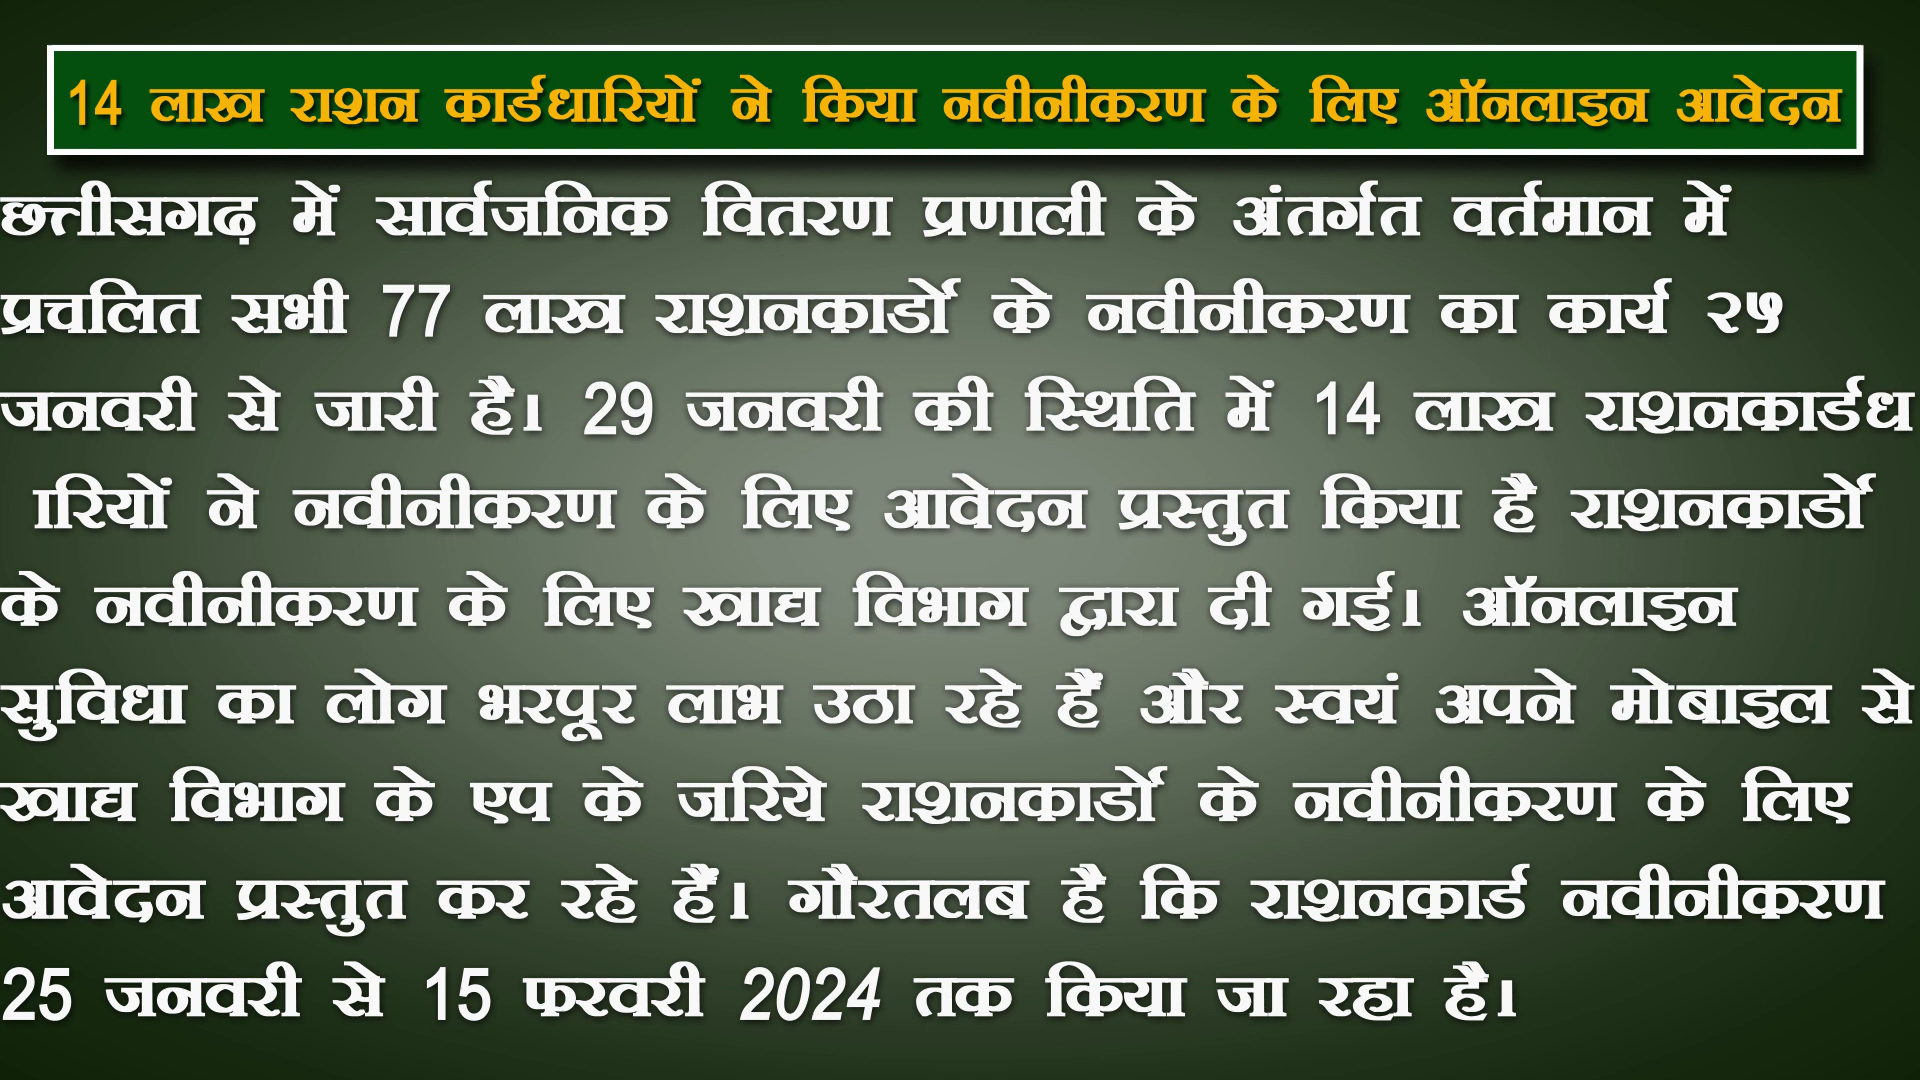 14 लाख राशन कार्डधारियों ने किया नवीनीकरण के लिए ऑनलाइन आवेदन
छत्तीसगढ़ में सार्वजनिक वितरण प्रणाली के अंतर्गत वर्तमान में
प्रचलित सभी 77 लाख राशनकार्डो के नवीनीकरण का कार्य २५
जनवरी से जारी है। 29 जनवरी की स्थिति में 14 लाख राशनकार्डध
ारियों ने नवीनीकरण के लिए आवेदन प्रस्तुत किया है राशनकार्डो
के नवीनीकरण के लिए खाद्य विभाग द्वारा दी गई। ऑनलाइन
सुविधा का लोग भरपूर लाभ उठा रहे हैं और स्वयं अपने मोबाइल से
खाद्य विभाग के एप के जरिये राशनकार्डो के नवीनीकरण के लिए
आवेदन प्रस्तुत कर रहे हैं। गौरतलब है कि राशनकार्ड नवीनीकरण
25 जनवरी से 15 फरवरी 2024 तक किया जा रहा है।